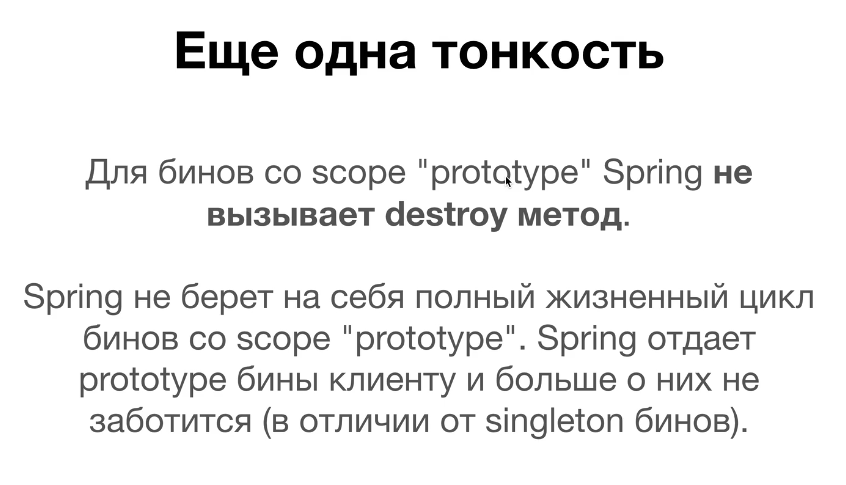 Еще одна тонкость
Для бинов со scope "prototype" Spring не
вызывает destroy метод.
Spring не берет на себя полный жизненный цикл
бинов со scope "prototype". Spring отдает
prototype бины клиенту и больше о них не
заботится (в отличии от singleton бинов).